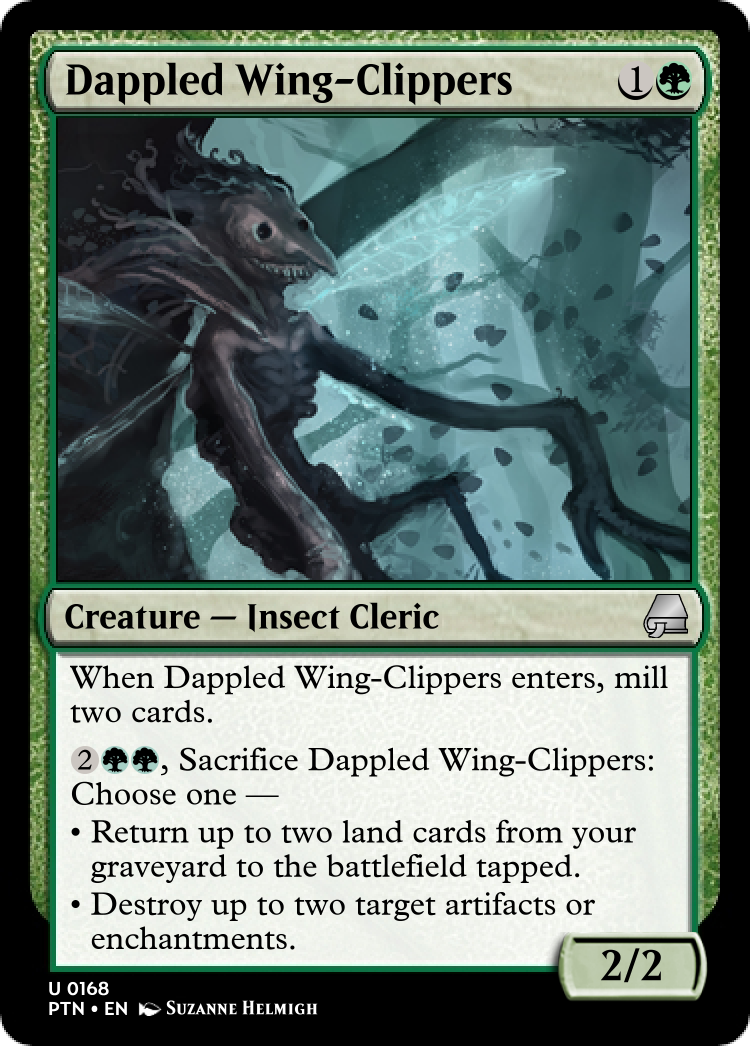 Dappled Wing-Clippers 1
Creature — Insect Cleric
When Dappled Wing-Clippers enters, mill
two cards.
2, Sacrifice Dappled Wing-Clippers:
Choose one —
• Return up to two land cards from your
graveyard to the battlefield tapped.
• Destroy up to two target artifacts or
enchantments.
2/2
U 0168
PTN • EN SUZANNE HELMIGH